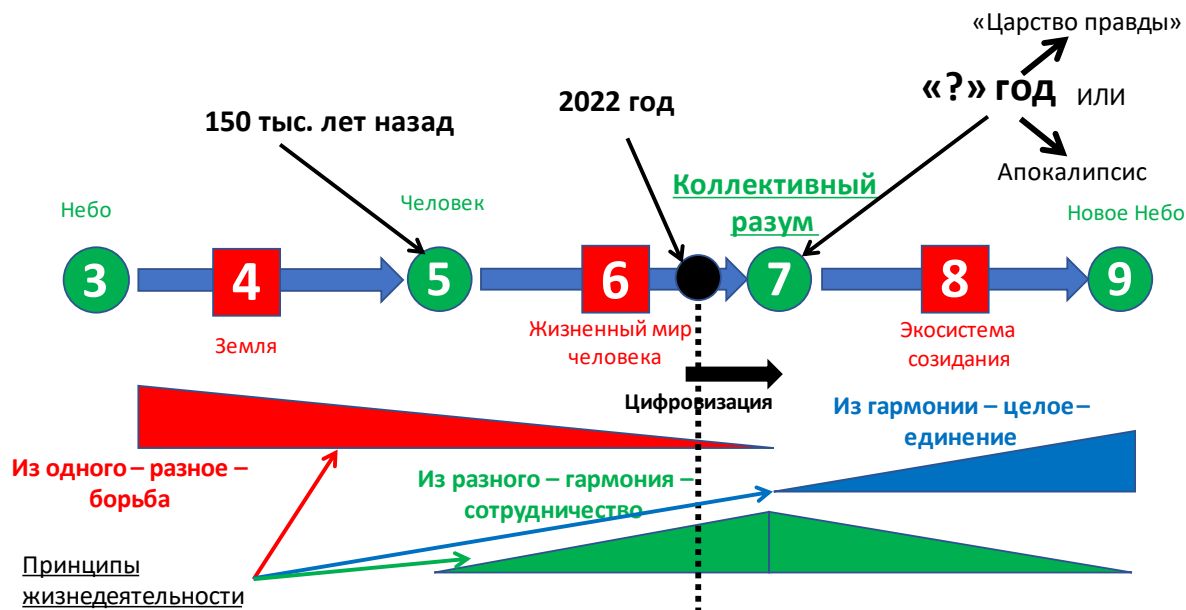 «Царство правды»
«?» год ИЛИ
2022 год
150 тыс. лет назад
Апокалипсис
Коллективный
разум
Небо
Человек
Новое Небо
3 4 5 6 7 8 9
Земля
Жизненный мир
человека
Экосистема
созидания
Цифровизация
Из гармонии – целое–
единение
Из одного – разное –
борьба
Из разного – гармония –
сотрудничество
Принципы
жизнедеятельности